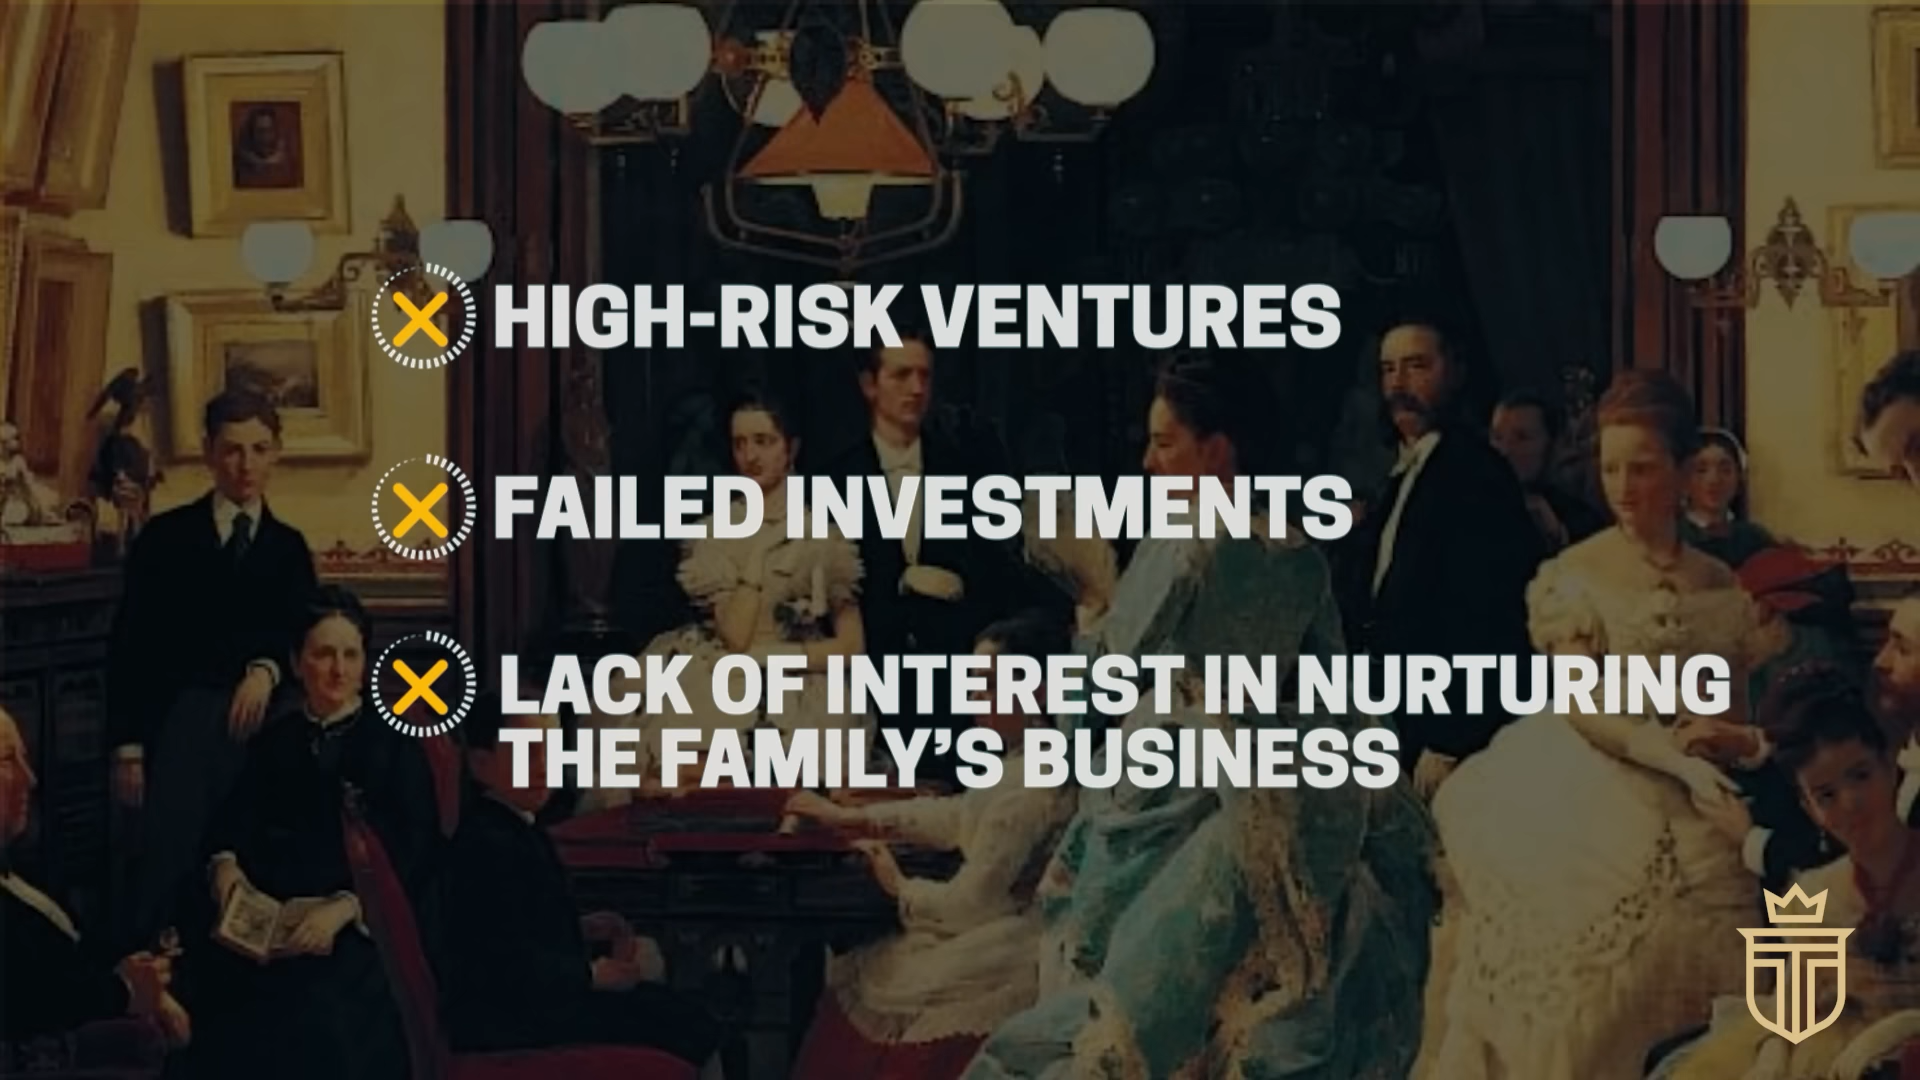 HIGH-RISK VENTURES
FAILED INVESTMENTS
LACK OF INTEREST IN NURTURING
THE FAMILY’S BUSINESS